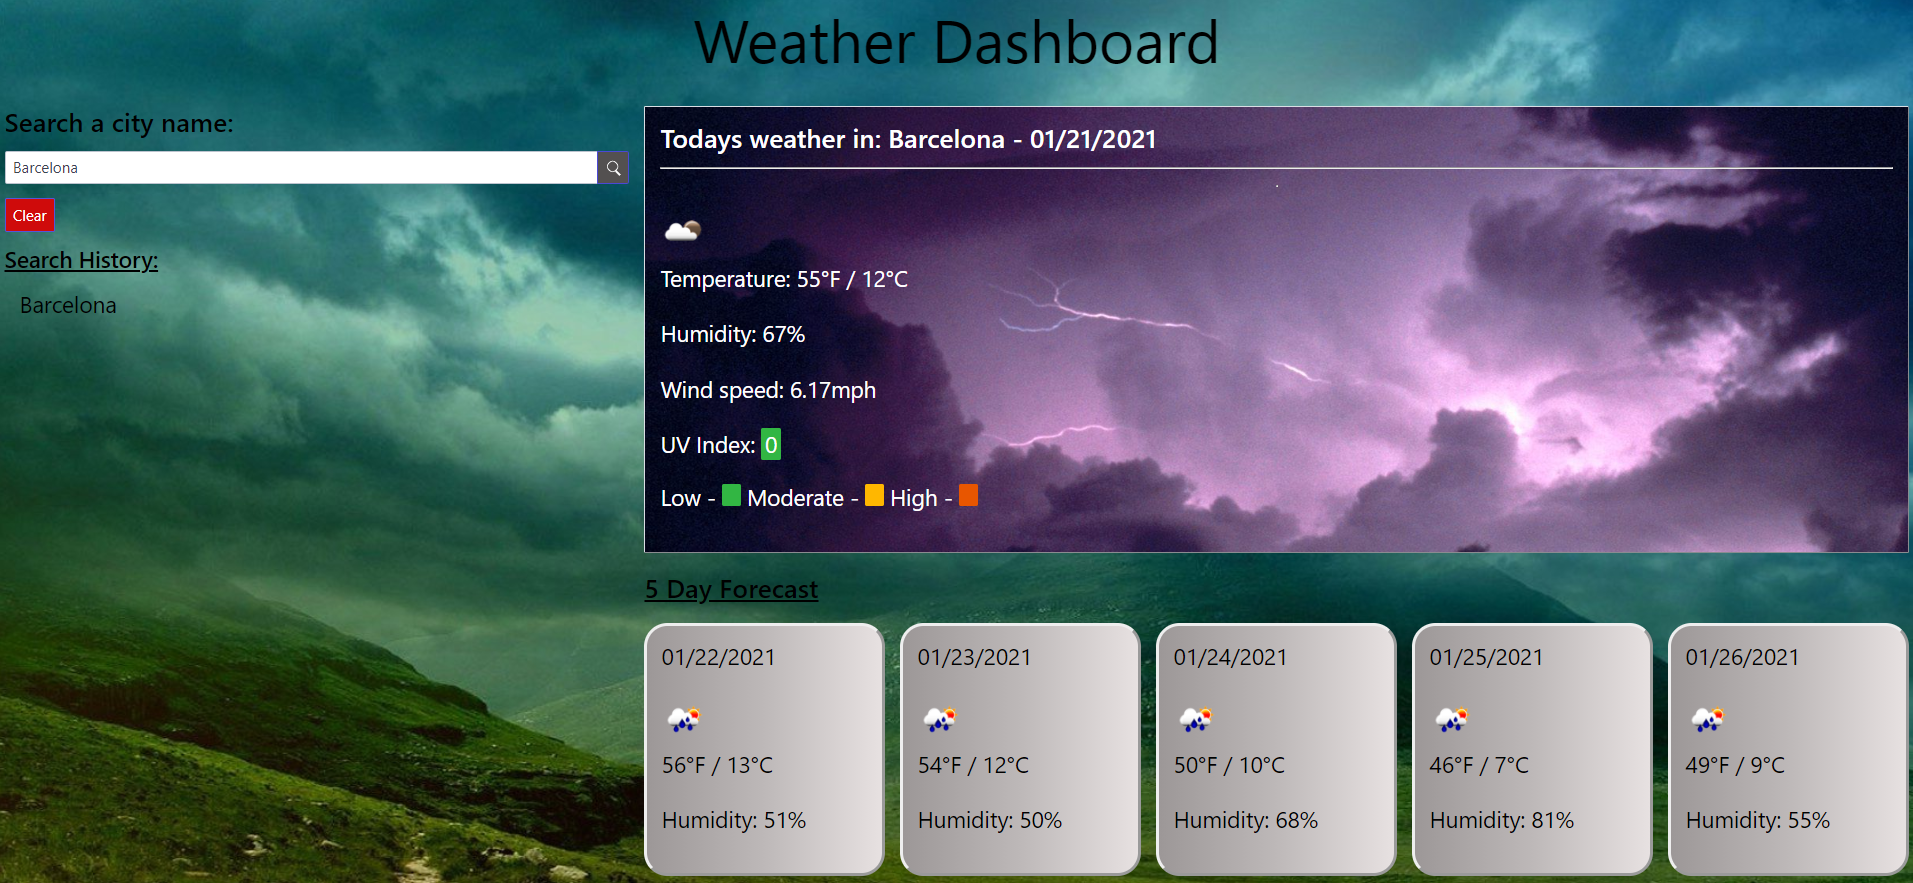 Weather Dashboard
Search a city name:
Barcelona
Clear
Search History:
Barcelona
Todays weather in: Barcelona - 01/21/2021
Temperature: 55°F / 12°C
Humidity: 67%
Wind speed: 6.17mph
UV Index: 0
Low - Moderate - High -
5 Day Forecast
01/22/2021
56°F / 13°C
Humidity: 51%
01/23/2021
54°F / 12°C
Humidity: 50%
01/24/2021
50°F / 10°C
Humidity: 68%
01/25/2021
46°F / 7°C
Humidity: 81%
01/26/2021
49°F / 9°C
Humidity: 55%